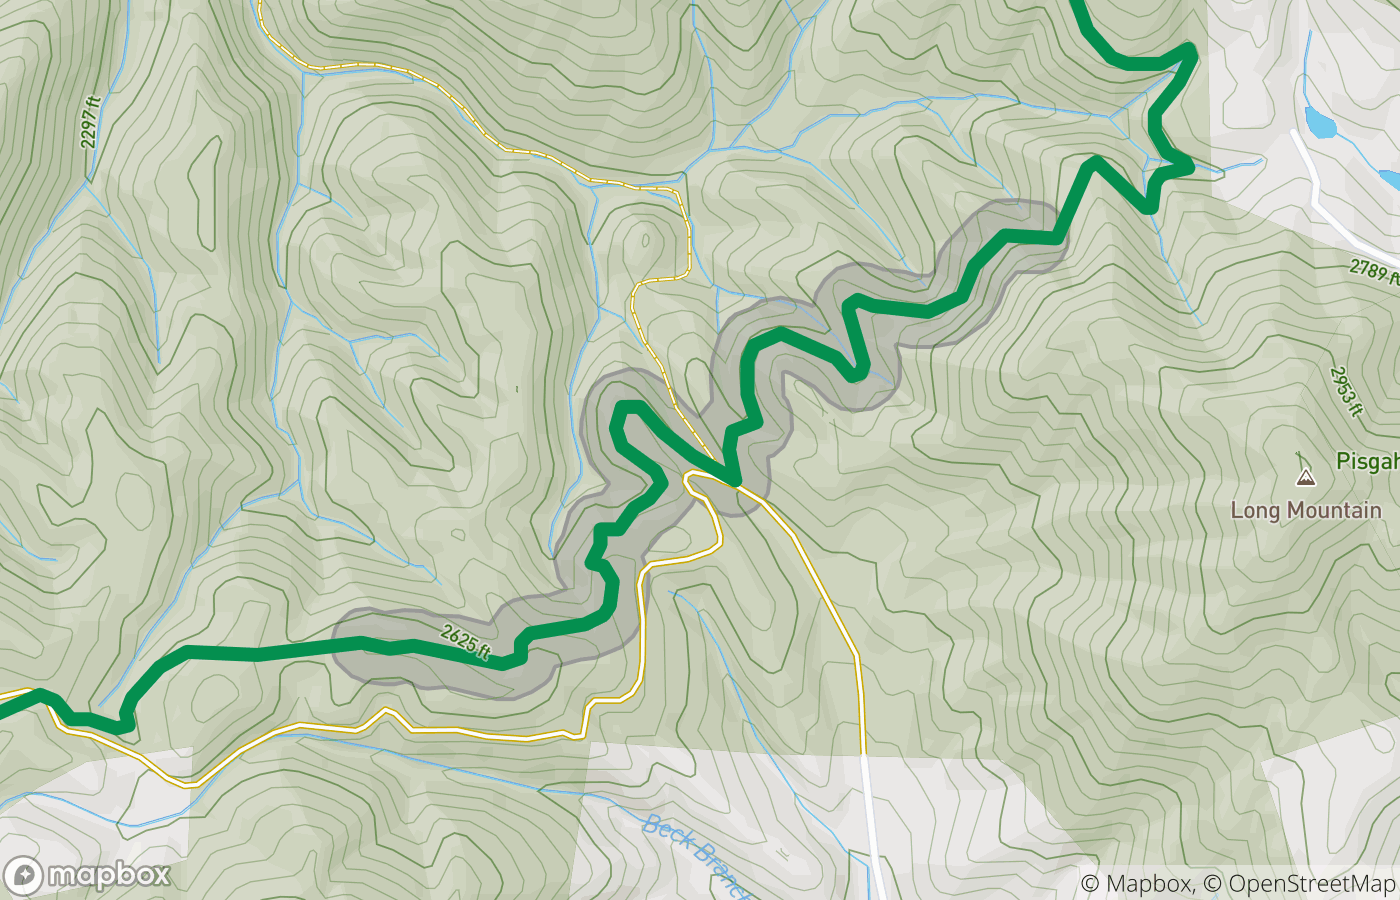 2297 ft
2789 ft
2953 ft
Pisgah
Long Mountain
2625 ft
Beck Branch
mapbox
© Mapbox, © OpenStreetMap